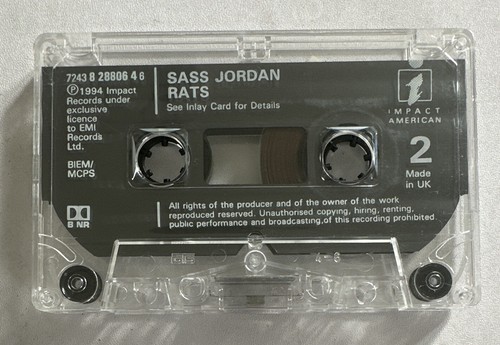 7243 8 28806 4 6
℗1994 Impact
Records under
exclusive
licence
to EMI
Records
Ltd.
BIEM/
MCPS
SASS JORDAN
RATS
See Inlay Card for Details
IMPACT
AMERICAN
2
Made
in UK
B NR
All rights of the producer and of the owner of the work
reproduced reserved. Unauthorised copying, hiring, renting,
public performance and broadcasting,of this recording prohibited.